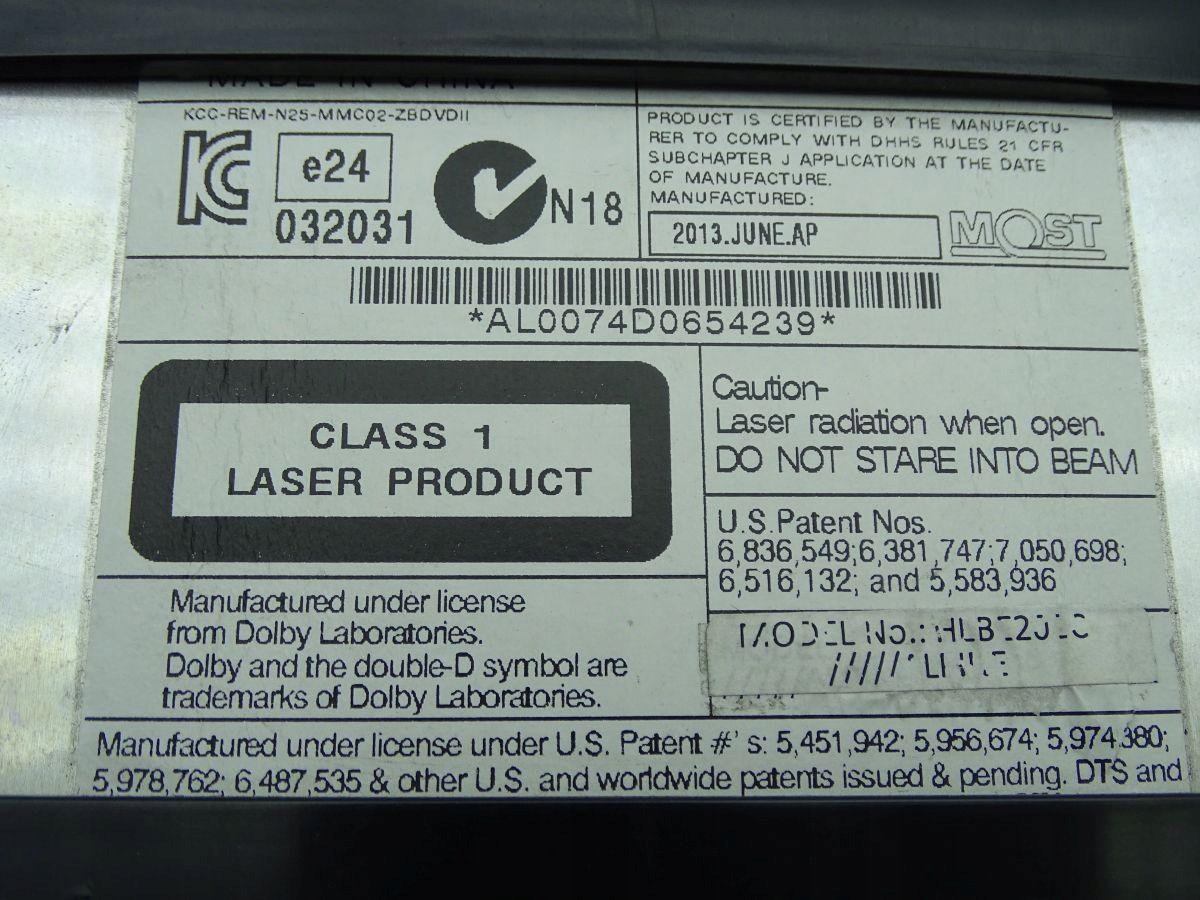 MADE IN CHINA
KCC-REM-N25-MMC02-ZBDVDII
e24
032031
N18
PRODUCT IS CERTIFIED BY THE MANUFACTU-
RER TO COMPLY WITH DHHS RULES 21 CFR
SUBCHAPTER J APPLICATION AT THE DATE
OF MANUFACTURE.
MANUFACTURED:
2013.JUNE.AP
MOST
*AL0074D0654239*
CLASS 1
LASER PRODUCT
Caution-
Laser radiation when open.
DO NOT STARE INTO BEAM
U.S.Patent Nos.
6,836,549;6,381,747;7,050,698;
6,516,132; and 5,583,936
Manufactured under license
from Dolby Laboratories.
Dolby and the double-D symbol are
trademarks of Dolby Laboratories.
MODEL No.:
Manufactured under license under U.S. Patent #'s: 5,451,942; 5,956,674; 5,974,380;
5,978,762; 6,487,535 & other U.S. and worldwide patents issued & pending. DTS and